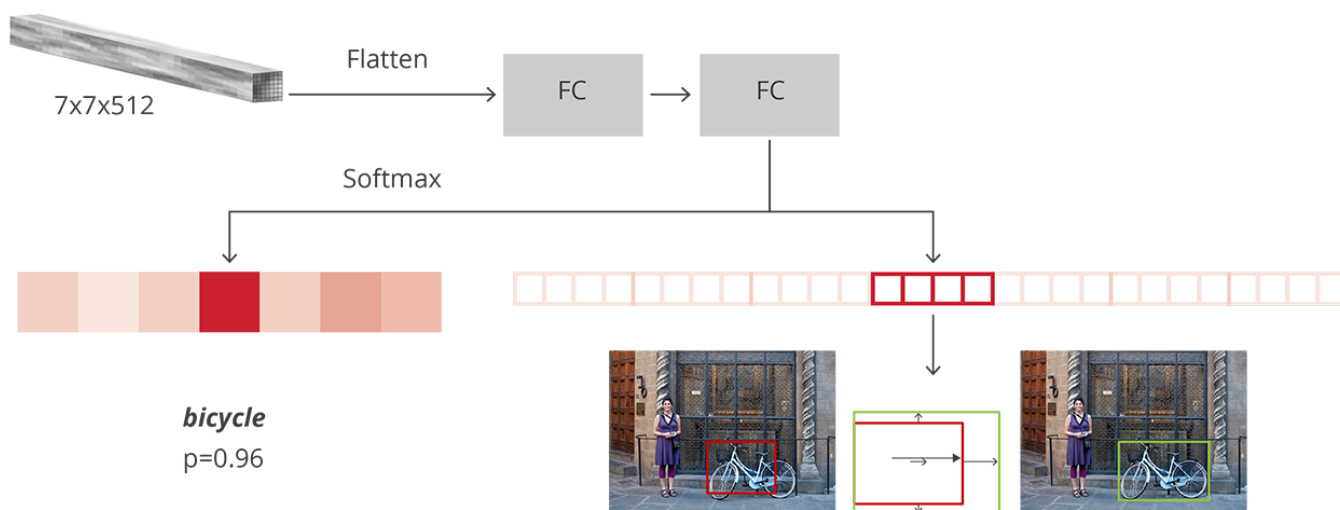 Flatten
7x7x512
FC
FC
Softmax
bicycle
p=0.96